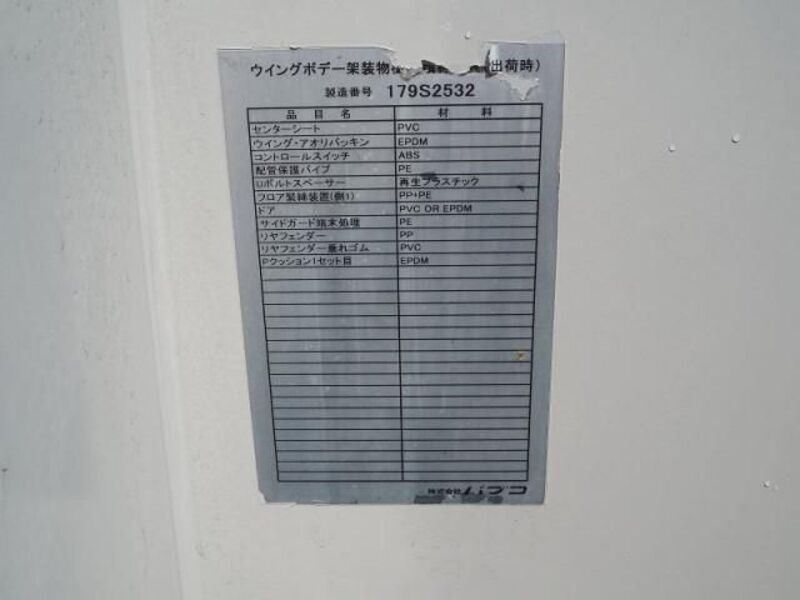 ウイングボデー架装物 出荷時)
製造番号 179S2532
品目名 材料
センターシート PVC
ウイング・アオリパッキン EPDM
コントロールスイッチ ABS
配管保護パイプ PE
Uボルトスペーサー 再生プラスチック
フロア緊締装置(側1) PP+PE
ドア PVC OR EPDM
サイドガード端末処理 PE
リヤフェンダー PP
リヤフェンダー垂れゴム PVC
Pクッション1セット目 EPDM
株式会社パブコ